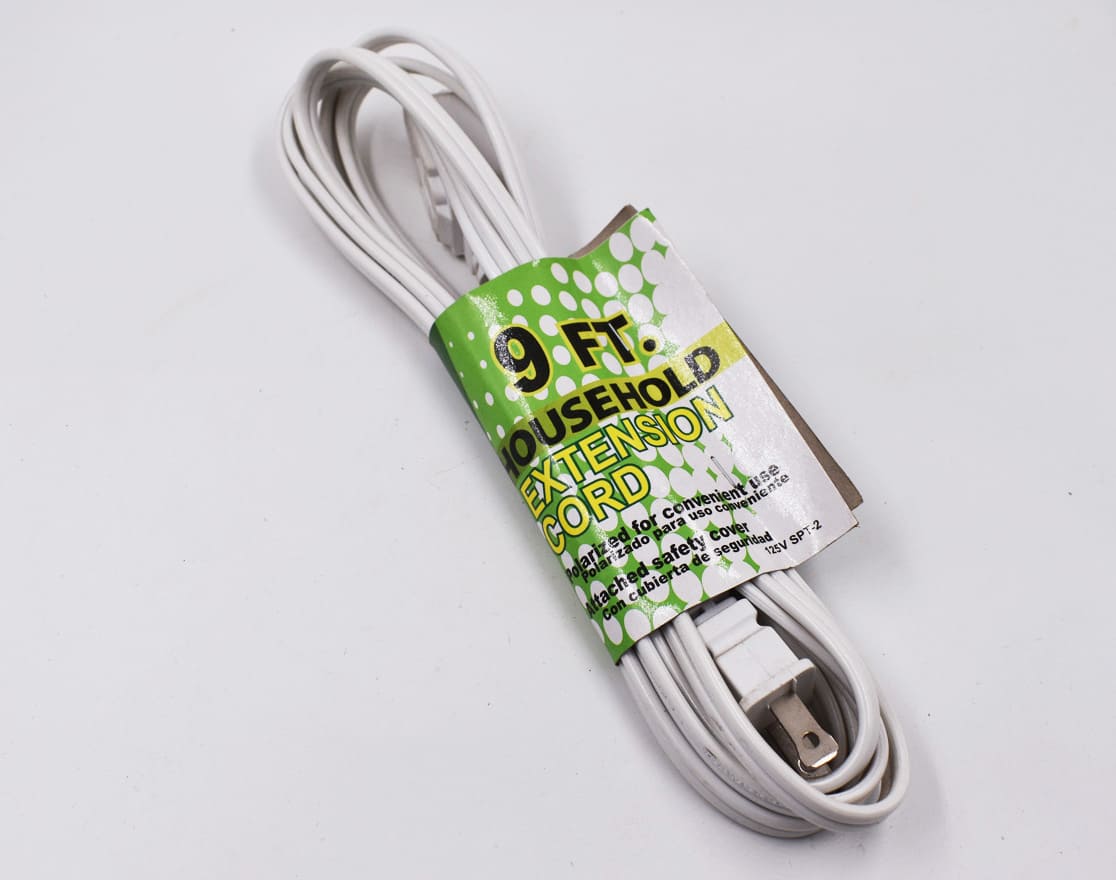 9 FT.
HOUSEHOLD
EXTENSION
CORD
Polarized for convenient use
Polarizado para uso conveniente
Attached safety cover
Con cubierta de seguridad
125V SPT-2